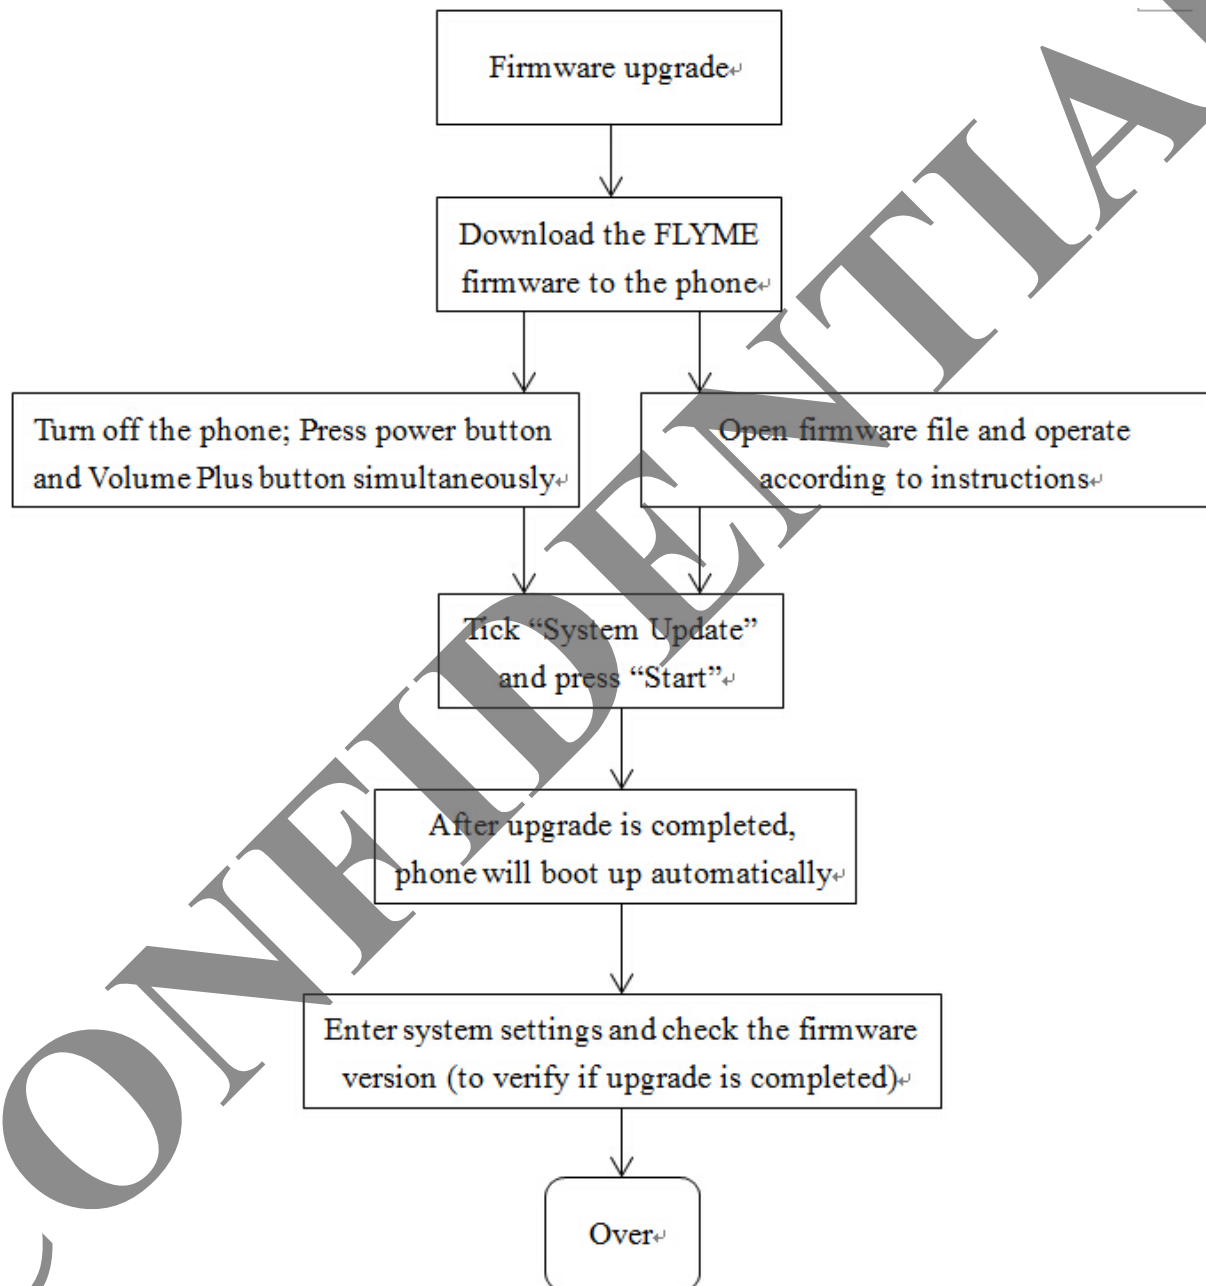 Firmware upgrade
Download the FLYME
firmware to the phone
Turn off the phone; Press power button
and Volume Plus button simultaneously
Open firmware file and operate
according to instructions
Tick “System Update”
and press “Start”
After upgrade is completed,
phone will boot up automatically
Enter system settings and check the firmware
version (to verify if upgrade is completed)
Over
CONFIDENTIAL